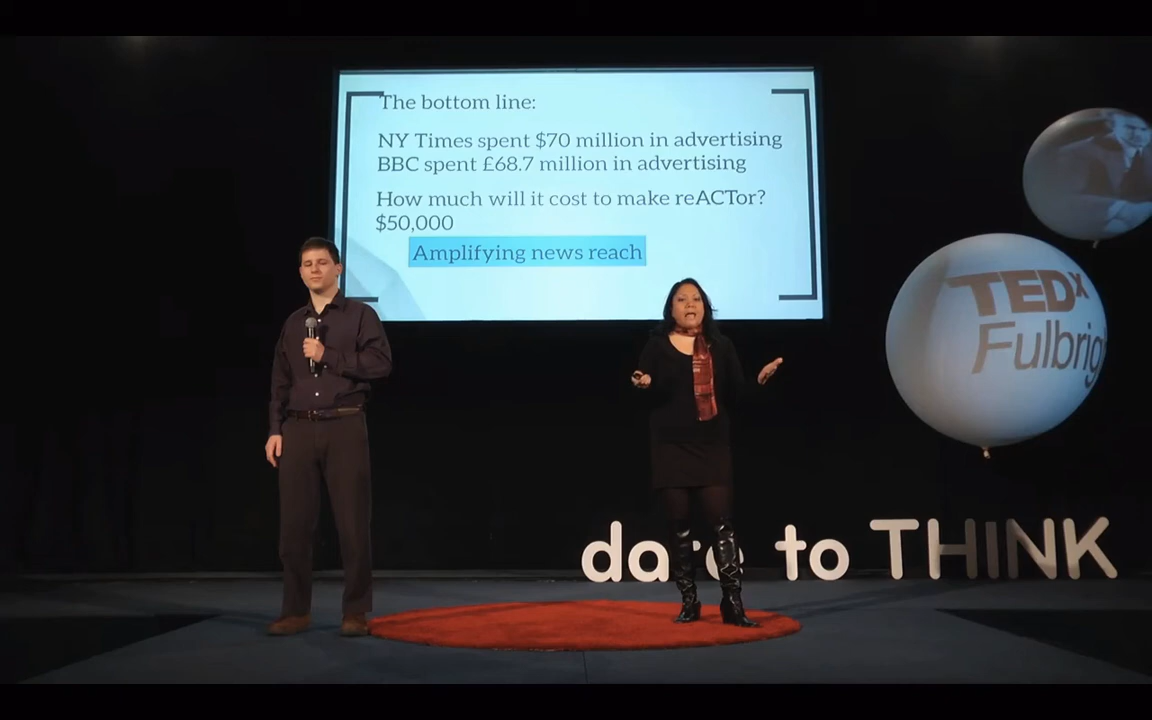 The bottom line:
NY Times spent $70 million in advertising
BBC spent £68.7 million in advertising
How much will it cost to make reACTor?
$50,000
Amplifying news reach
TEDx
Fulbrig
to THINK